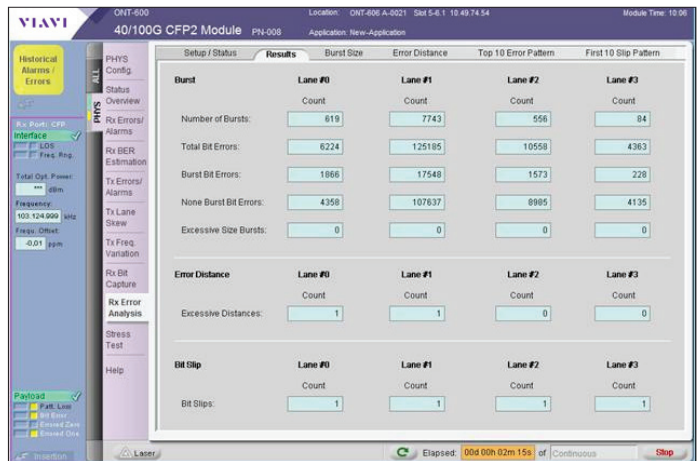 VIAVI
ONT-600
40/100G CFP2 Module PN-008
Location: ONT-606 A-0021 Slot 5-6.1 10.49.74.54
Application: New-Application
Module Time: 10:06
Historical
Alarms /
Errors
Rx Port: CFP
Interface
LOS
Freq. Rng.
Total Opt. Power:
*** dBm
Frequency:
103.124.999 kHz
Frequ. Offset:
-0,01 ppm
Payload
Patt. Loss
Bit Error
Errored Zero
Errored One
Insertion
ALL
PHYS
PHYS
Config.
Status
Overview
Rx Errors/
Alarms
Rx BER
Estimation
Tx Errors/
Alarms
Tx Lane
Skew
Tx Freq.
Variation
Rx Bit
Capture
Rx Error
Analysis
Stress
Test
Help
Setup / Status Results Burst Size Error Distance Top 10 Error Pattern First 10 Slip Pattern
Burst Lane #0 Lane #1 Lane #2 Lane #3
Count Count Count Count
Number of Bursts: 619 7743 556 84
Total Bit Errors: 6224 125185 10558 4363
Burst Bit Errors: 1866 17548 1573 228
None Burst Bit Errors: 4358 107637 8985 4135
Excessive Size Bursts: 0 0 0 0
Error Distance Lane #0 Lane #1 Lane #2 Lane #3
Count Count Count Count
Excessive Distances: 1 1 0 0
Bit Slip Lane #0 Lane #1 Lane #2 Lane #3
Count Count Count Count
Bit Slips: 1 1 1 1
Laser
Elapsed: 00d 00h 02m 15s of Continuous Stop